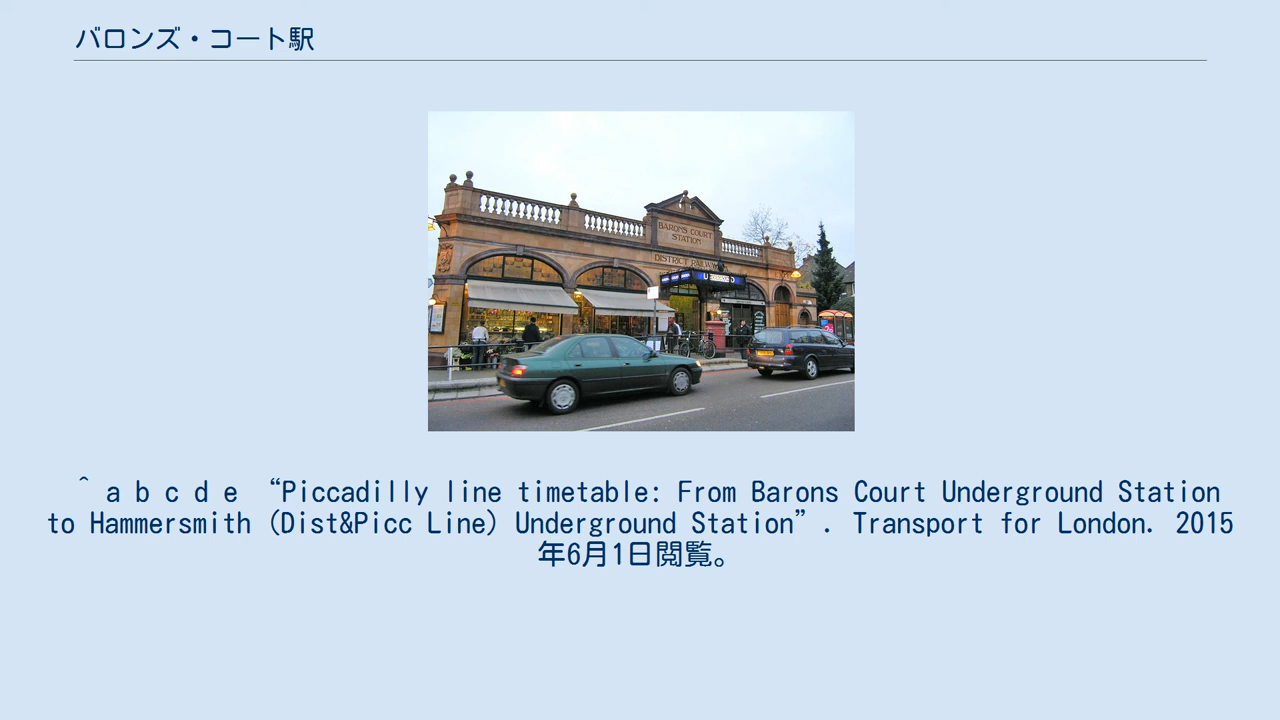 バロンズ・コート駅
BARONS COURT
STATION
DISTRICT RAILWAY
^ a b c d e “Piccadilly line timetable: From Barons Court Underground Station
to Hammersmith (Dist&Picc Line) Underground Station”. Transport for London. 2015
年6月1日閲覧。